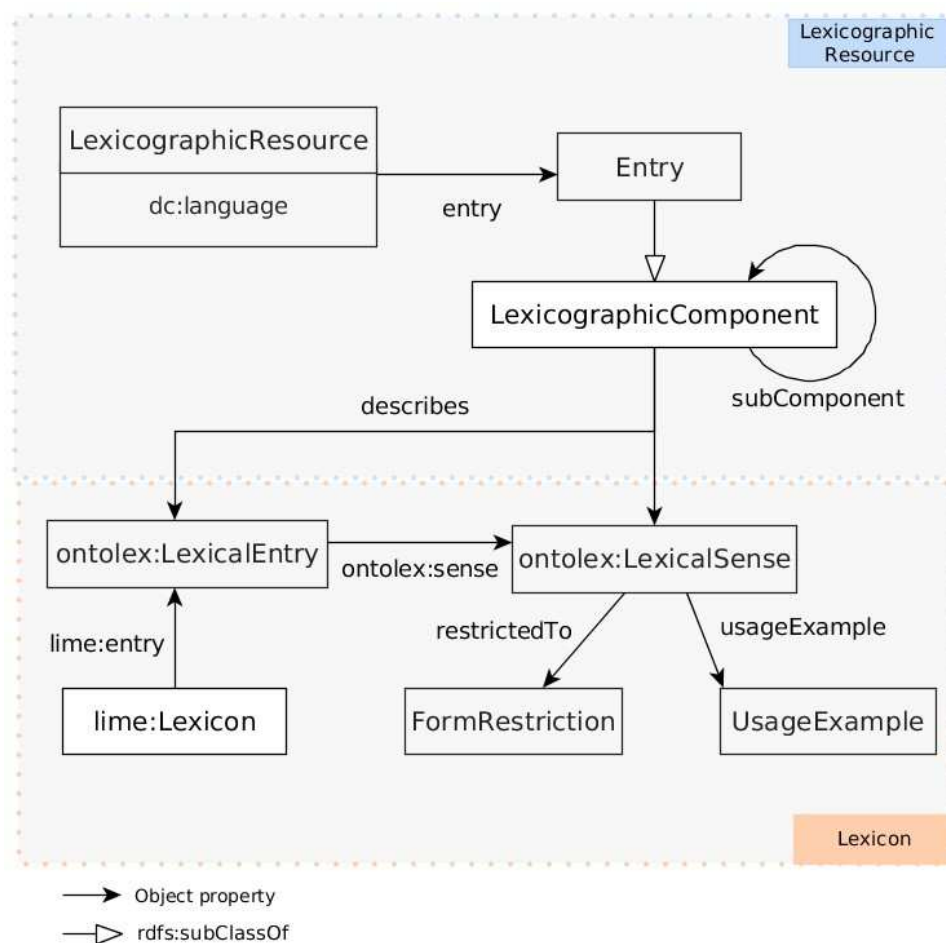 Lexicographic
Resource
LexicographicResource
dc:language
entry
Entry
LexicographicComponent
subComponent
describes
ontolex:LexicalEntry
ontolex:sense
ontolex:LexicalSense
lime:entry
restrictedTo
usageExample
lime:Lexicon
FormRestriction
UsageExample
Lexicon
Object property
rdfs:subClassOf